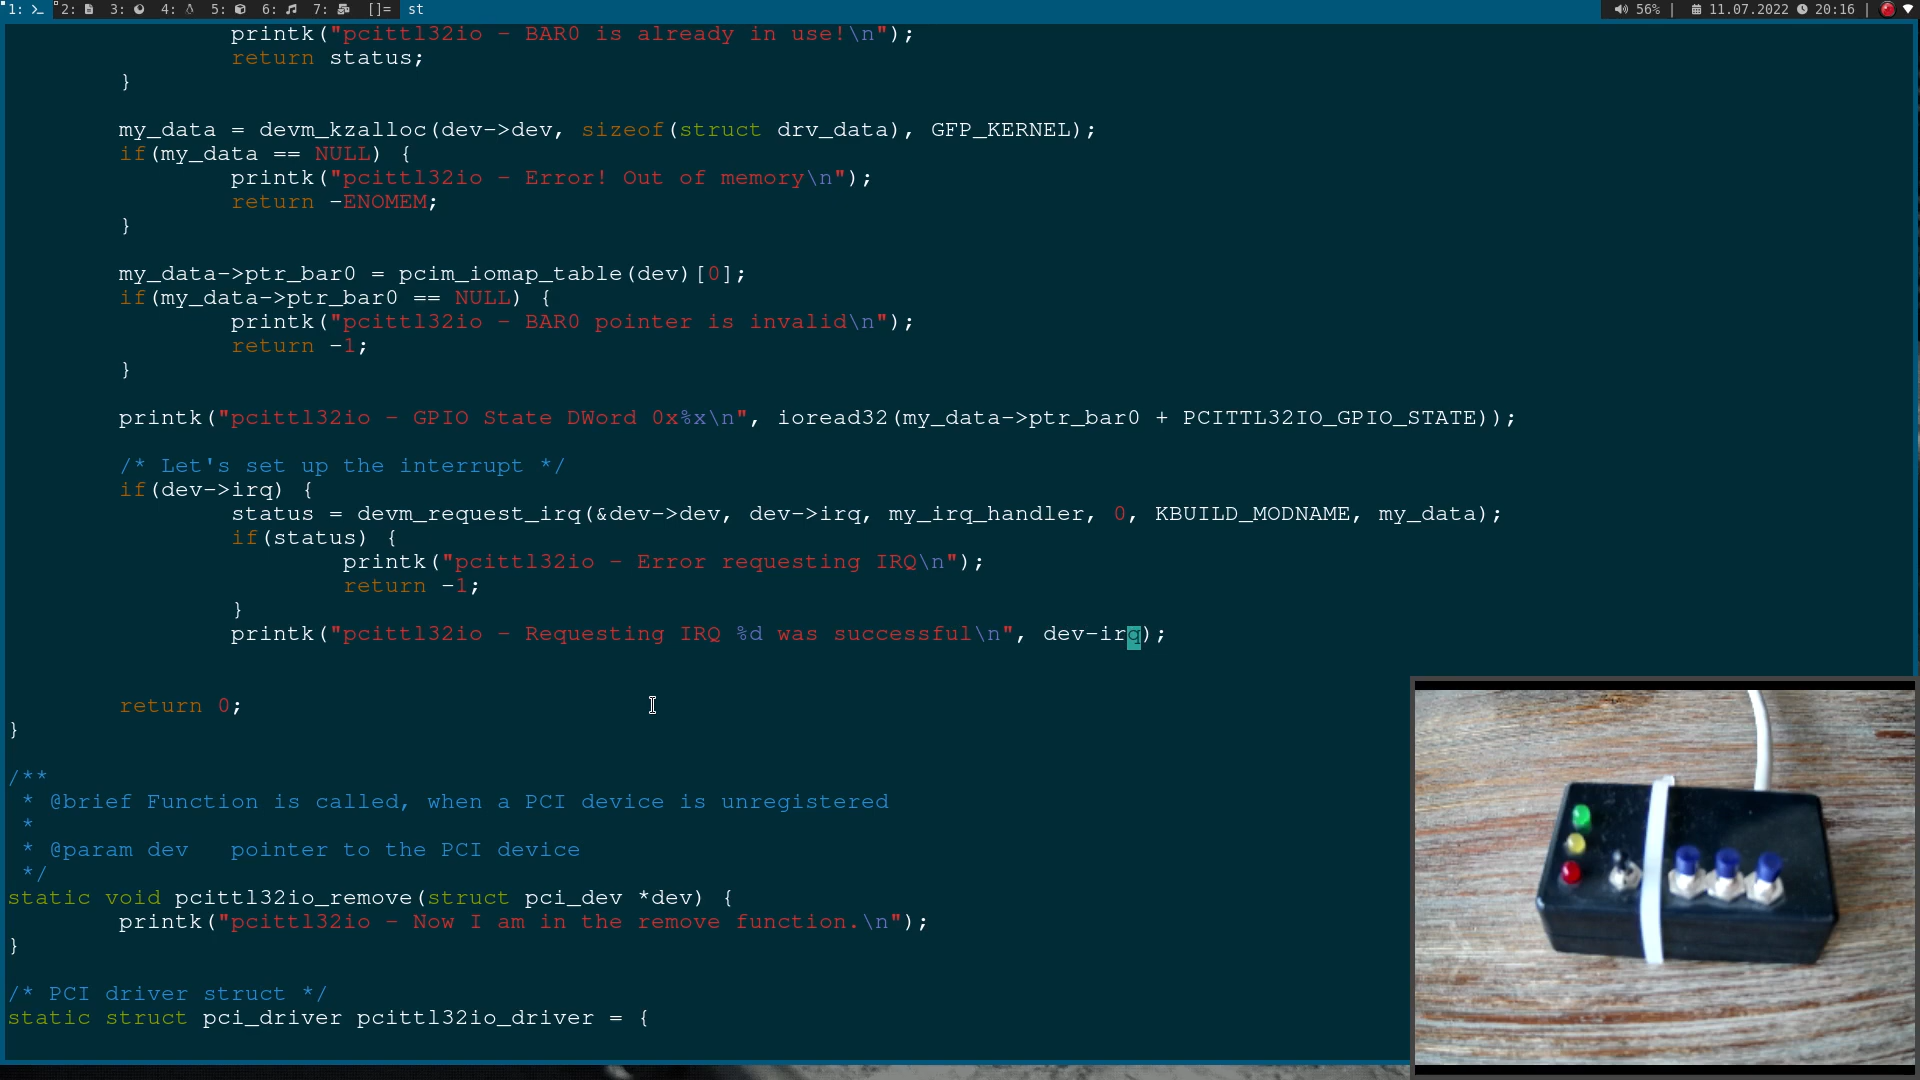 1: 2: 3: 4: 5: 6: 7: []= st 56% | 11.07.2022 20:16 |
printk("pcittl32io - BAR0 is already in use!\n");
return status;
}
my_data = devm_kzalloc(dev->dev, sizeof(struct drv_data), GFP_KERNEL);
if(my_data == NULL) {
printk("pcittl32io - Error! Out of memory\n");
return -ENOMEM;
}
my_data->ptr_bar0 = pcim_iomap_table(dev)[0];
if(my_data->ptr_bar0 == NULL) {
printk("pcittl32io - BAR0 pointer is invalid\n");
return -1;
}
printk("pcittl32io - GPIO State DWord 0x%x\n", ioread32(my_data->ptr_bar0 + PCITTL32IO_GPIO_STATE));
/* Let's set up the interrupt */
if(dev->irq) {
status = devm_request_irq(&dev->dev, dev->irq, my_irq_handler, 0, KBUILD_MODNAME, my_data);
if(status) {
printk("pcittl32io - Error requesting IRQ\n");
return -1;
}
printk("pcittl32io - Requesting IRQ %d was successful\n", dev-irq);
return 0;
}
/**
* @brief Function is called, when a PCI device is unregistered
*
* @param dev   pointer to the PCI device
*/
static void pcittl32io_remove(struct pci_dev *dev) {
printk("pcittl32io - Now I am in the remove function.\n");
}
/* PCI driver struct */
static struct pci_driver pcittl32io_driver = {